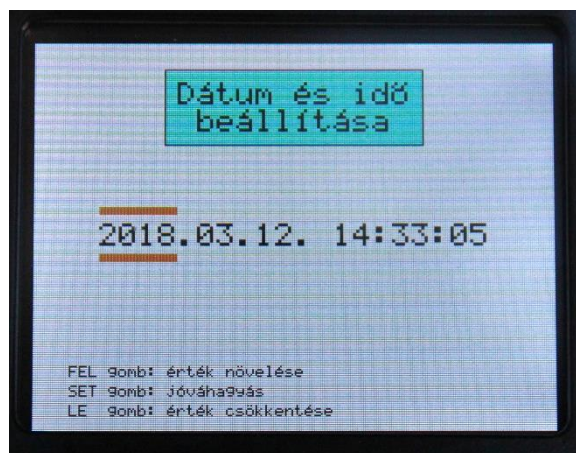 Dátum és idő
beállítása
2018.03.12. 14:33:05
FEL gomb: érték növelése
SET gomb: jóváhagyás
LE gomb: érték csökkentése